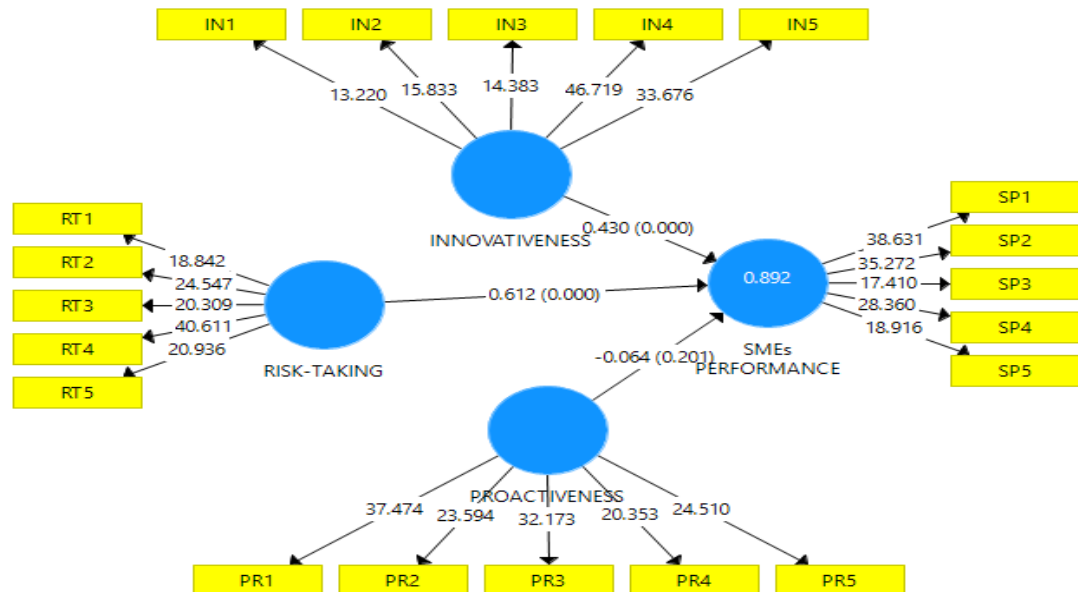 IN1 IN2 IN3 IN4 IN5
13.220 15.833 14.383 46.719 33.676
INNOVATIVENESS
RT1
RT2
RT3
RT4
RT5
18.842
24.547
20.309
40.611
20.936
RISK-TAKING
0.430 (0.000)
0.612 (0.000)
-0.064 (0.201)
0.892
SMEs
PERFORMANCE
38.631
35.272
17.410
28.360
18.916
SP1
SP2
SP3
SP4
SP5
PROACTIVENESS
37.474 23.594 32.173 20.353 24.510
PR1 PR2 PR3 PR4 PR5